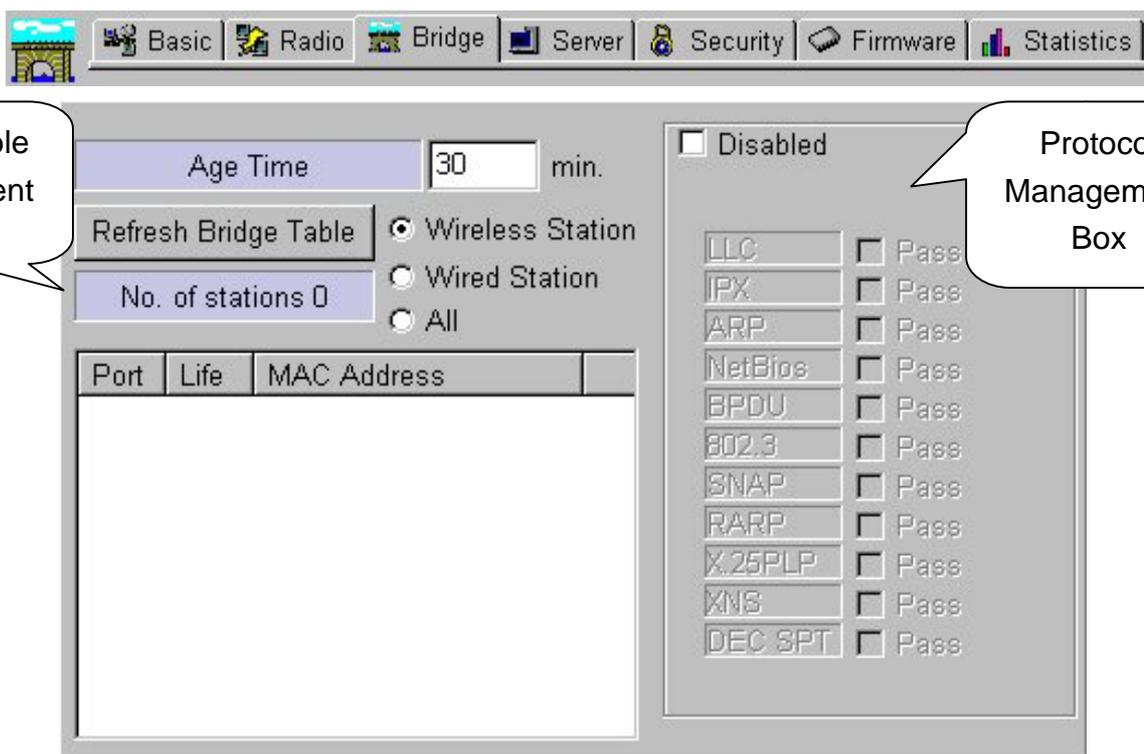 Basic Radio Bridge Server Security Firmware Statistics
Age Time 30 min.
Refresh Bridge Table
No. of stations 0
Wireless Station
Wired Station
All
Port Life MAC Address
Disabled
LLC Pass
IPX Pass
ARP Pass
NetBios Pass
BPDU Pass
802.3 Pass
SNAP Pass
RARP Pass
X.25PLP Pass
XNS Pass
DEC SPT Pass
Box